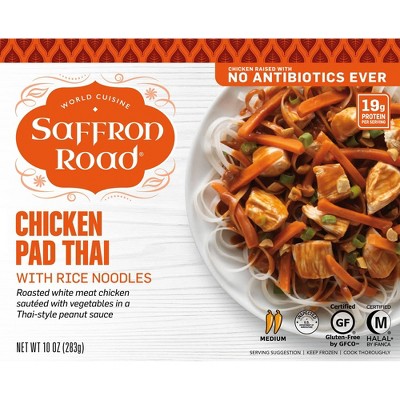 CHICKEN RAISED WITH
NO ANTIBIOTICS EVER
WORLD CUISINE
Saffron
Road®
19g
PROTEIN
PER SERVING
CHICKEN
PAD THAI
WITH RICE NOODLES
Roasted white meat chicken
sautéed with vegetables in a
Thai-style peanut sauce
NET WT 10 OZ (283g)
MEDIUM
Certified
GF
Gluten-Free
by GFCO™
CERTIFIED
M
HALAL®
BY IFANCA
SERVING SUGGESTION | KEEP FROZEN | COOK THOROUGHLY